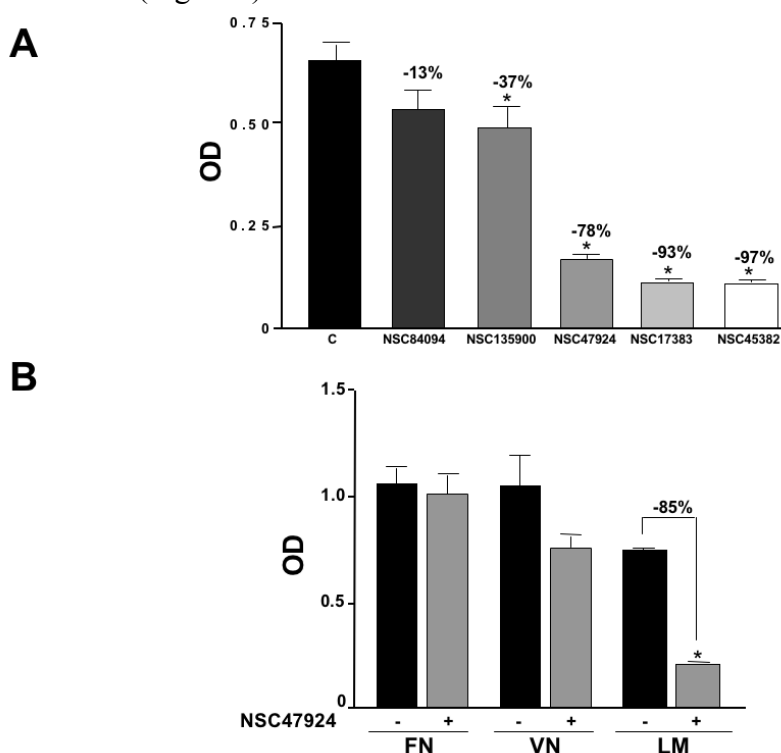 A
0.75
-13%
-37%
*
0.50
OD
0.25
-78%
*
-93%
*
-97%
*
0
C NSC84094 NSC135900 NSC47924 NSC17383 NSC45382
B
1.5
1.0
-85%
OD
0.5
*
0
NSC47924 - + - + - +
FN VN LM